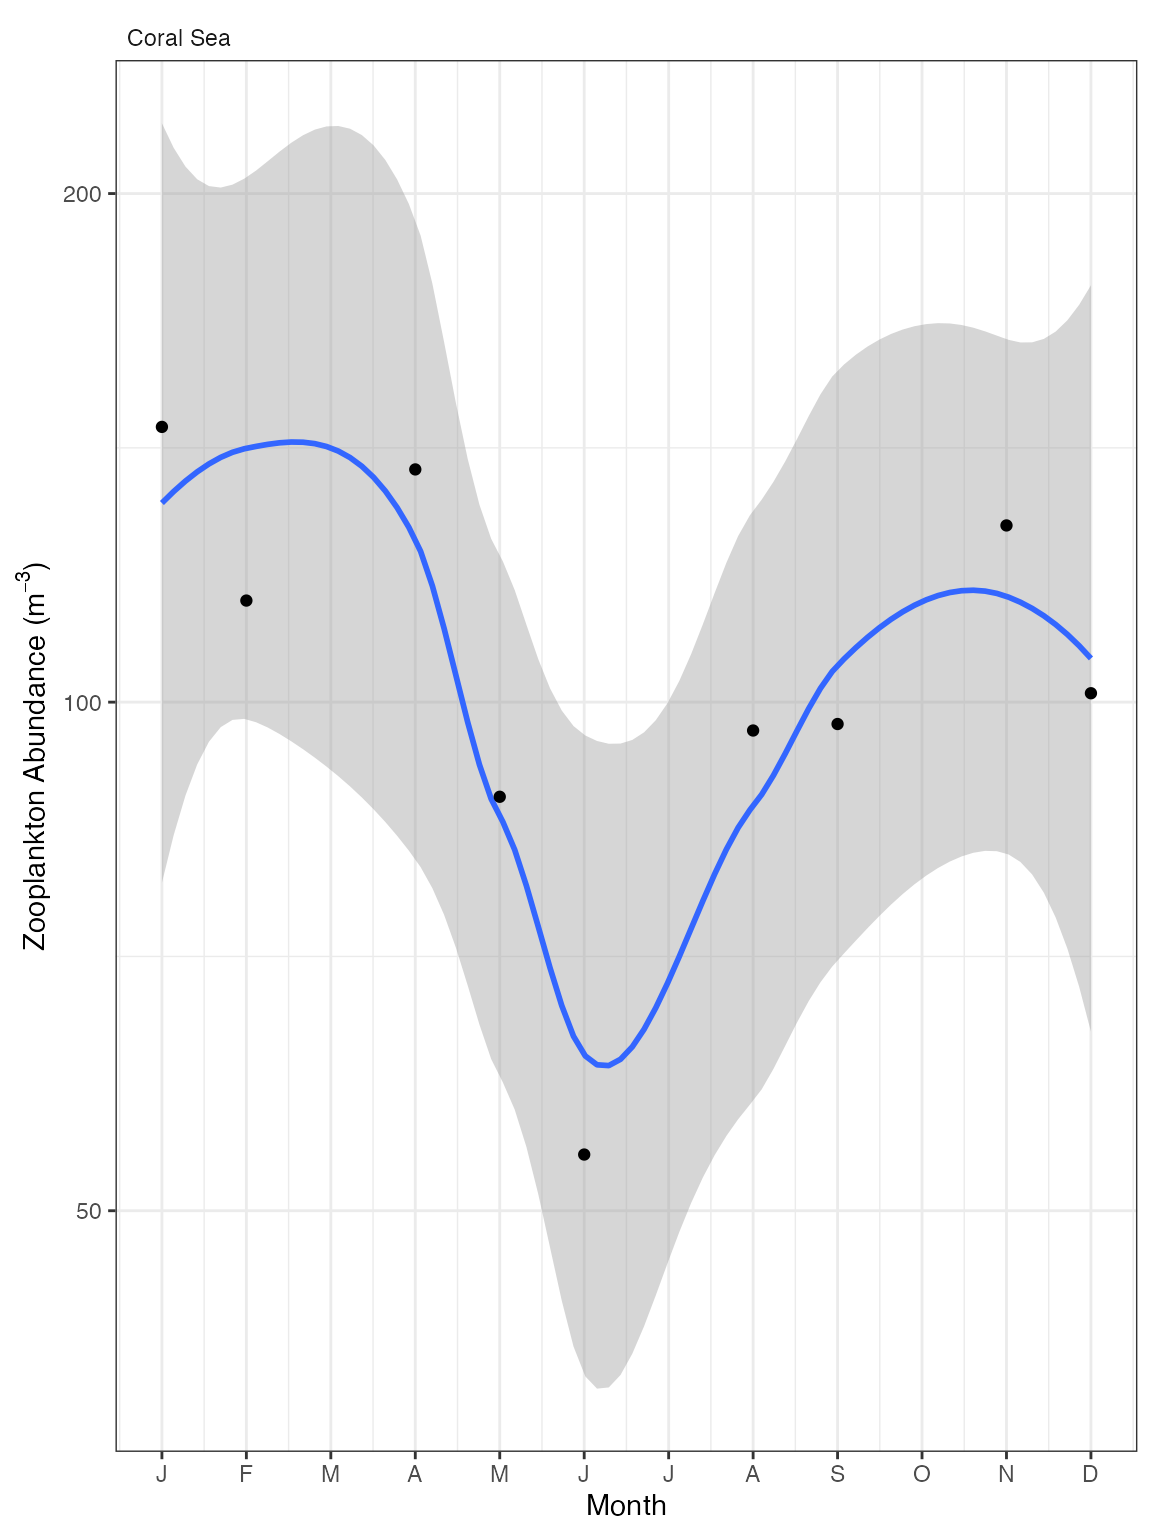 Coral Sea
Zooplankton Abundance (m⁻³)
200
100
50
J F M A M J J A S O N D
Month